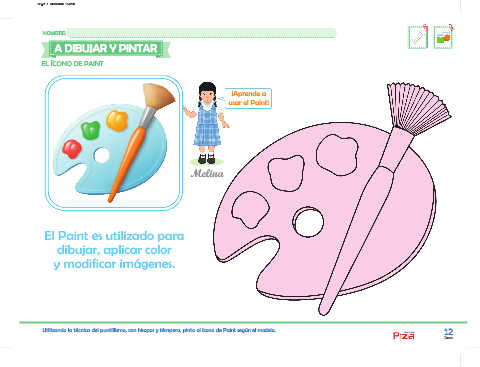 NOMBRE:
A DIBUJAR Y PINTAR
EL ÍCONO DE PAINT
¡Aprende a
usar el Paint!
Melina
El Paint es utilizado para
dibujar, aplicar color
y modificar imágenes.
Utilizando la técnica del puntillismo, con hisopo y témpera, pinta el ícono de Paint según el modelo.
12